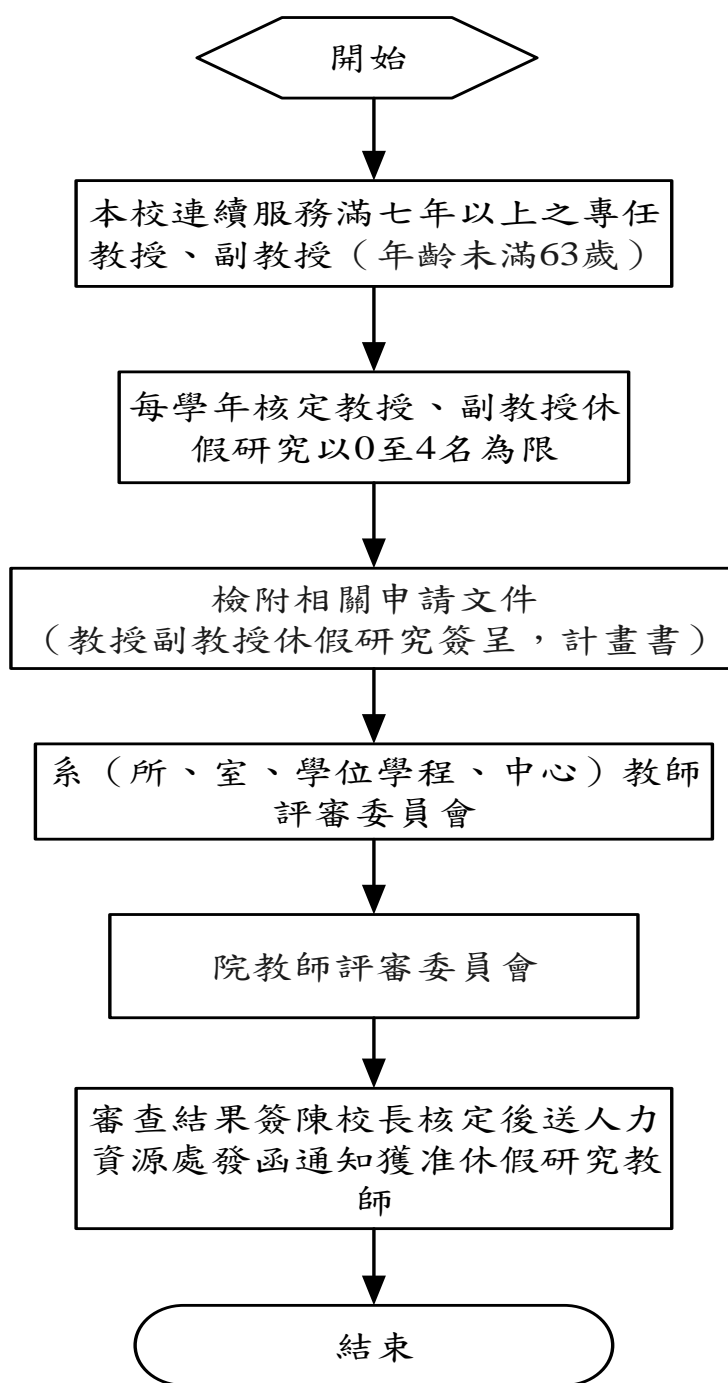 開始
本校連續服務滿七年以上之專任
教授、副教授（年齡未滿63歲）
每學年核定教授、副教授休
假研究以0至4名為限
檢附相關申請文件
（教授副教授休假研究簽呈，計畫書）
系（所、室、學位學程、中心）教師
評審委員會
院教師評審委員會
審查結果簽陳校長核定後送人力
資源處發函通知獲准休假研究教
師
結束